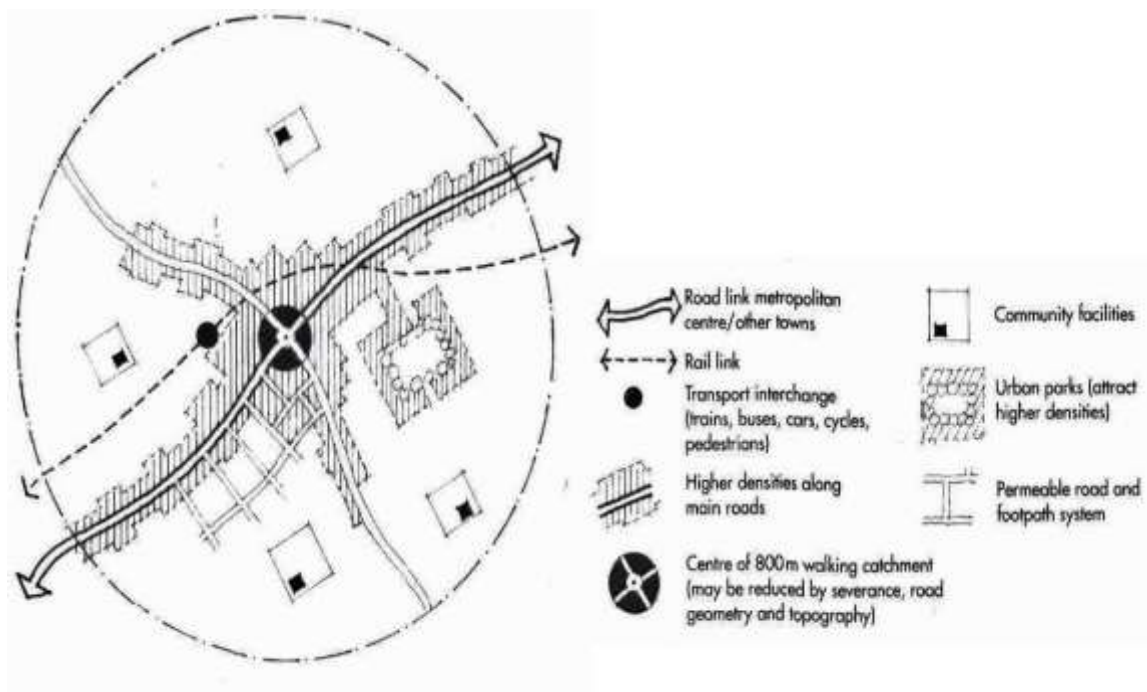 Road link metropolitan
centre/other towns
Rail link
Transport interchange
(trains, buses, cars, cycles,
pedestrians)
Higher densities along
main roads
Centre of 800m walking catchment
(may be reduced by severance, road
geometry and topography)
Community facilities
Urban parks (attract
higher densities)
Permeable road and
footpath system